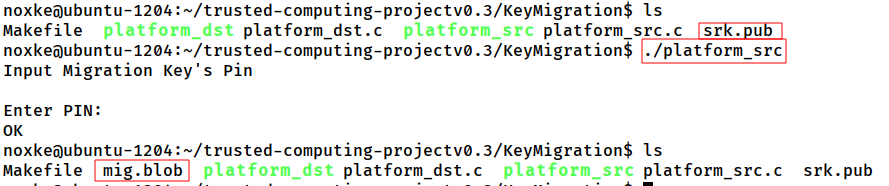 noxke@ubuntu-1204:~/trusted-computing-projectv0.3/KeyMigration$ ls
Makefile platform_dst platform_dst.c platform_src platform_src.c srk.pub
noxke@ubuntu-1204:~/trusted-computing-projectv0.3/KeyMigration$ ./platform_src
Input Migration Key's Pin
Enter PIN:
OK
noxke@ubuntu-1204:~/trusted-computing-projectv0.3/KeyMigration$ ls
Makefile mig.blob platform_dst platform_dst.c platform_src platform_src.c srk.pub